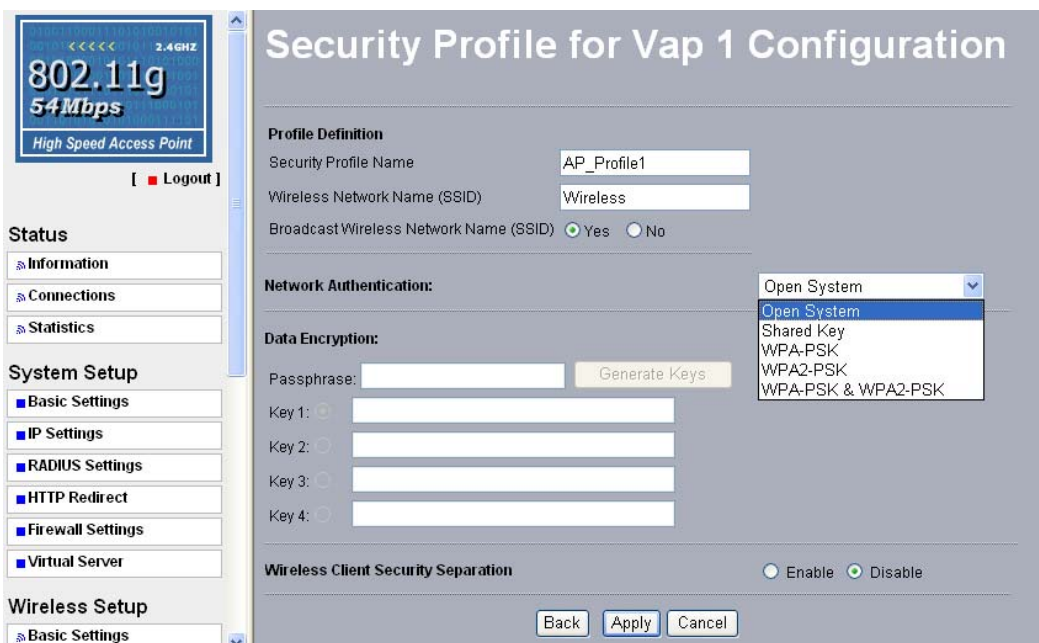 <<<<< 2.4GHZ
802.11g
54Mbps
High Speed Access Point
[ Logout ]
Status
Information
Connections
Statistics
System Setup
Basic Settings
IP Settings
RADIUS Settings
HTTP Redirect
Firewall Settings
Virtual Server
Wireless Setup
Basic Settings
Security Profile for Vap 1 Configuration
Profile Definition
Security Profile Name AP_Profile1
Wireless Network Name (SSID) Wireless
Broadcast Wireless Network Name (SSID) Yes No
Network Authentication: Open System
Open System
Shared Key
WPA-PSK
WPA2-PSK
WPA-PSK & WPA2-PSK
Data Encryption:
Passphrase: Generate Keys
Key 1:
Key 2:
Key 3:
Key 4:
Wireless Client Security Separation Enable Disable
Back Apply Cancel